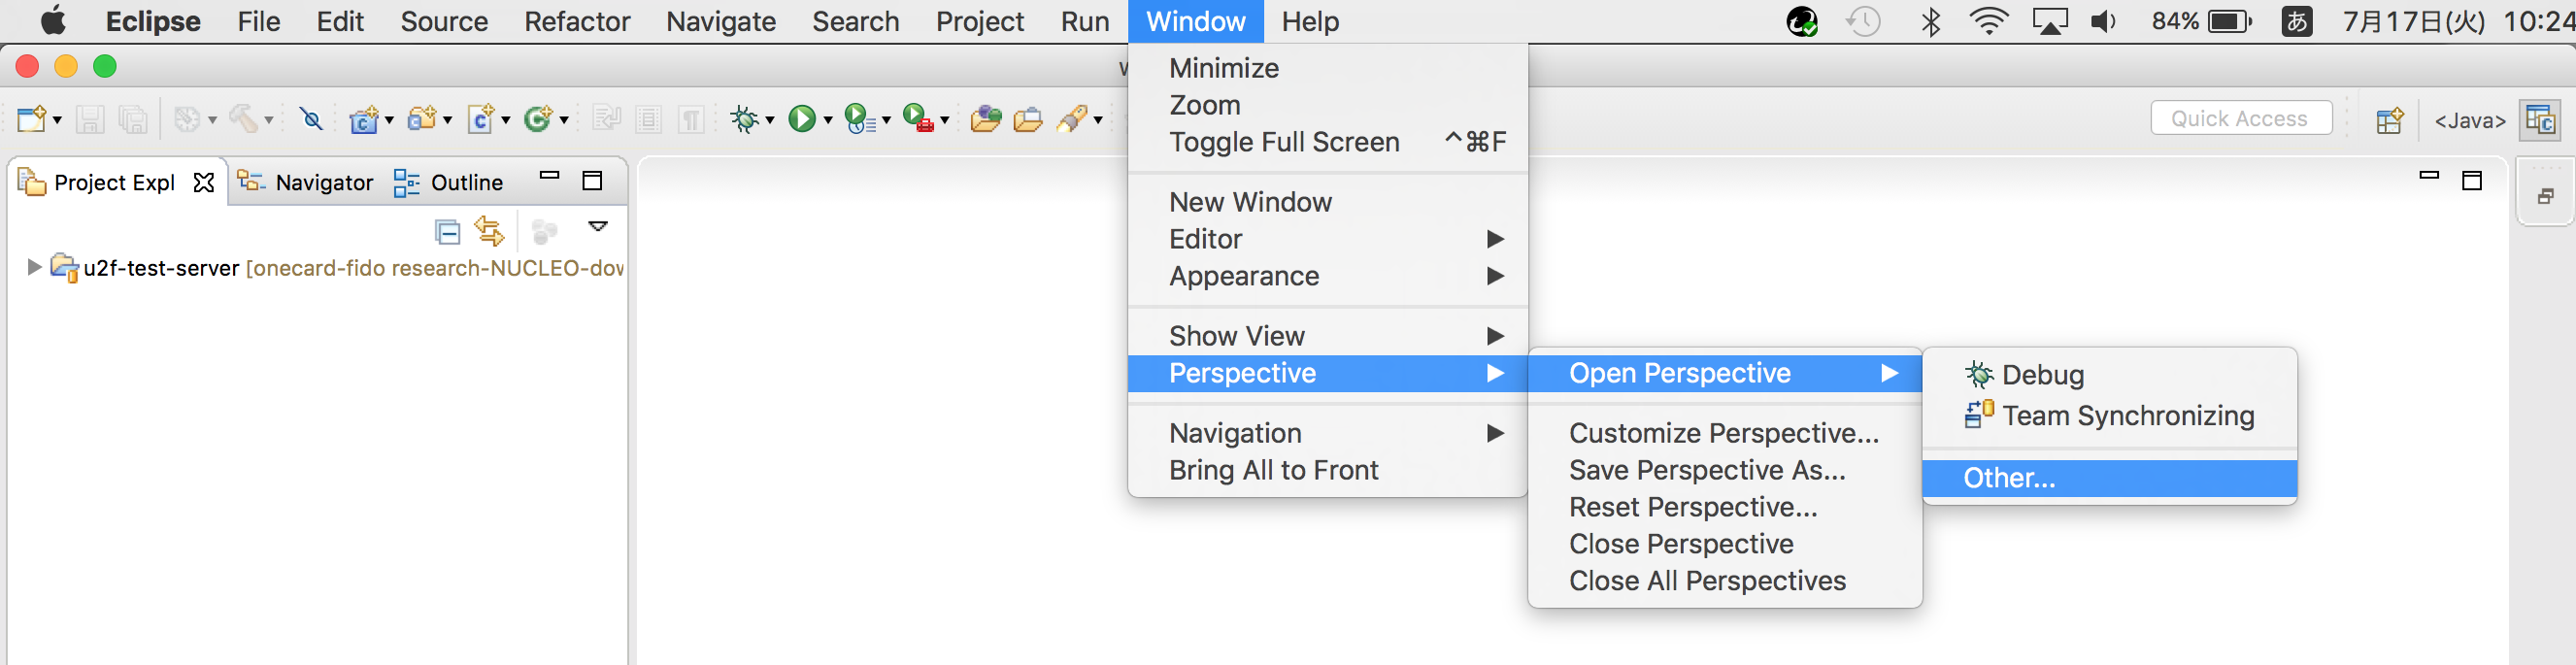 Eclipse File Edit Source Refactor Navigate Search Project Run Window Help 84% あ 7月17日(火) 10:24
Quick Access <Java>
Project Expl Navigator Outline
u2f-test-server [onecard-fido research-NUCLEO-dow
Minimize
Zoom
Toggle Full Screen ^⌘F
New Window
Editor
Appearance
Show View
Perspective
Navigation
Bring All to Front
Open Perspective
Customize Perspective...
Save Perspective As...
Reset Perspective...
Close Perspective
Close All Perspectives
Debug
Team Synchronizing
Other...